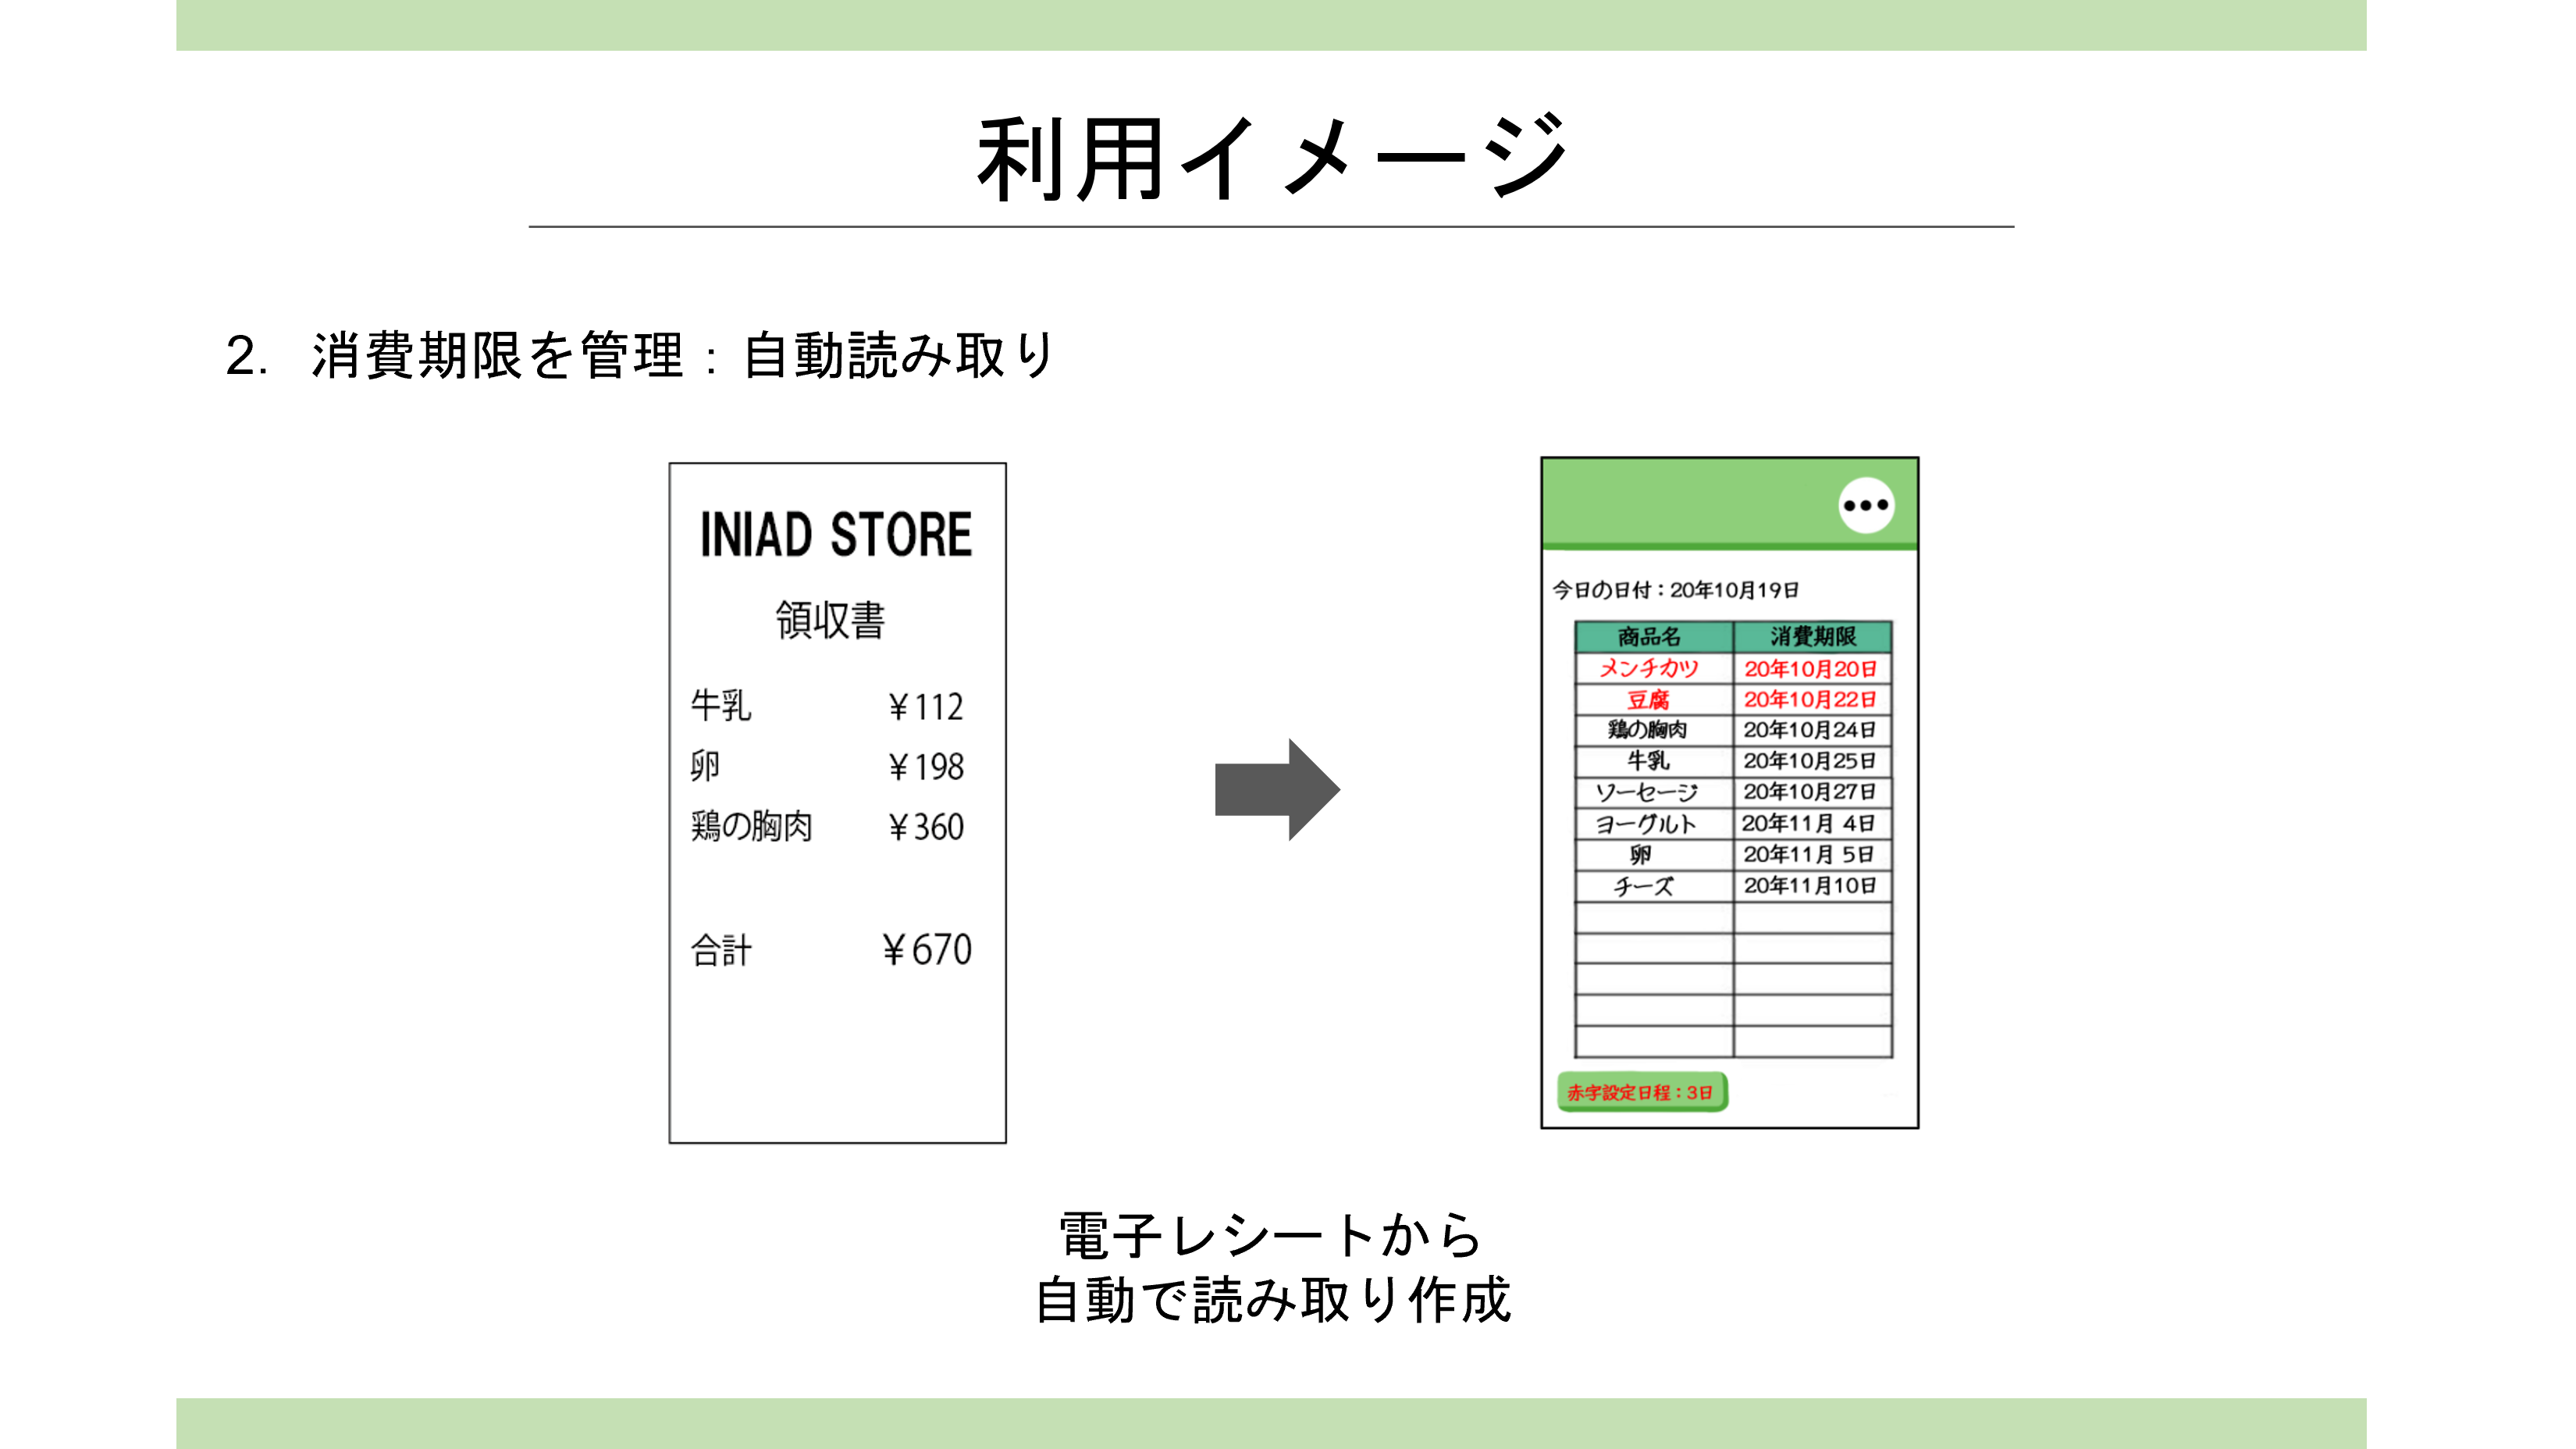 利用イメージ
2. 消費期限を管理：自動読み取り
INIAD STORE
領収書
牛乳 ¥112
卵 ¥198
鶏の胸肉 ¥360
合計 ¥670
今日の日付：20年10月19日
商品名 消費期限
メンチカツ 20年10月20日
豆腐 20年10月22日
鶏の胸肉 20年10月24日
牛乳 20年10月25日
ソーセージ 20年10月27日
ヨーグルト 20年11月 4日
卵 20年11月 5日
チーズ 20年11月10日
赤字設定日程：3日
電子レシートから
自動で読み取り作成